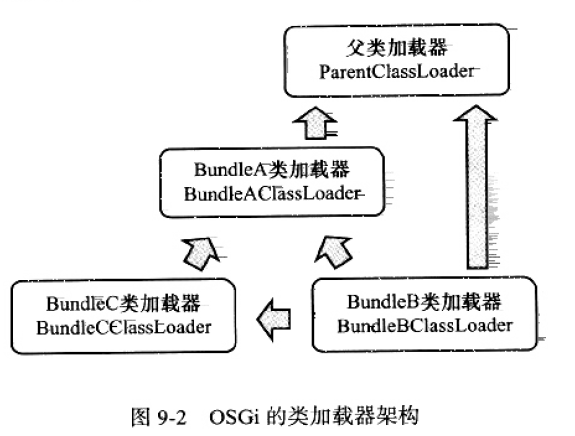 父类加载器
ParentClassLoader
BundleA类加载器
BundleAClassLoader
BundleC类加载器
BundleCClassLoader
BundleB类加载器
BundleBClassLoader
图 9-2 OSGi 的类加载器架构